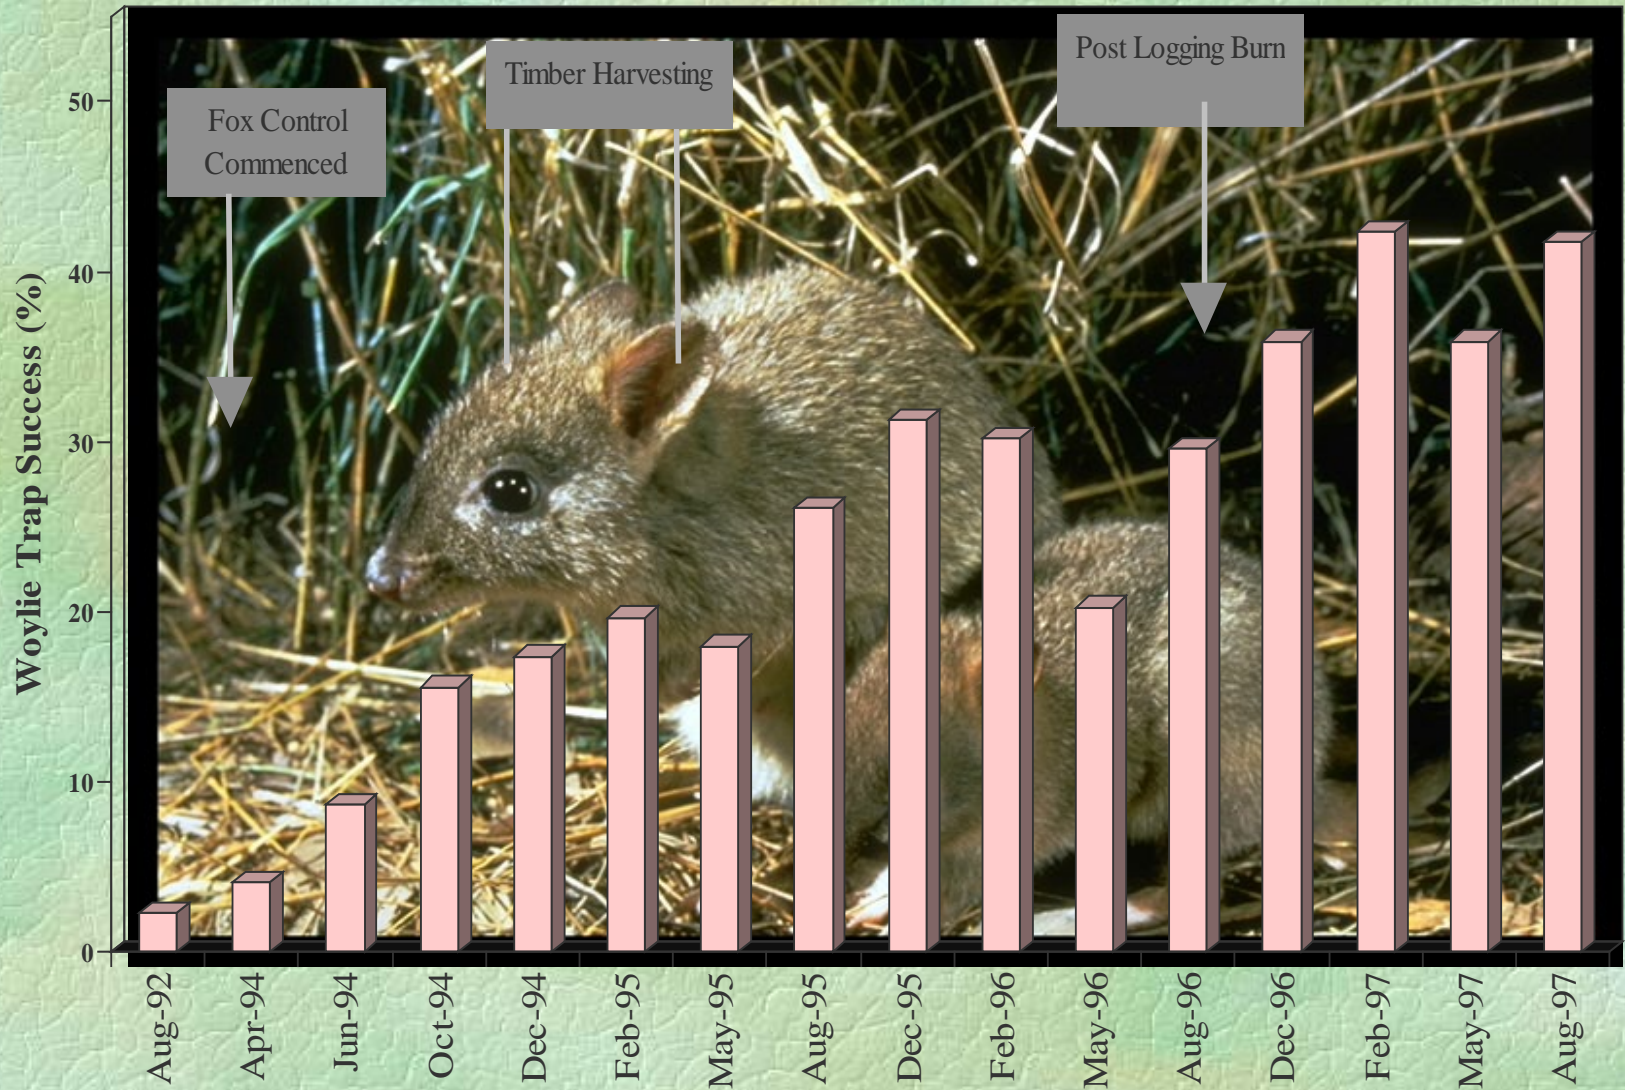 Fox Control
Commenced
Timber Harvesting
Post Logging Burn
Woylie Trap Success (%)
50
40
30
20
10
0
Aug-92
Apr-94
Jun-94
Oct-94
Dec-94
Feb-95
May-95
Aug-95
Dec-95
Feb-96
May-96
Aug-96
Dec-96
Feb-97
May-97
Aug-97